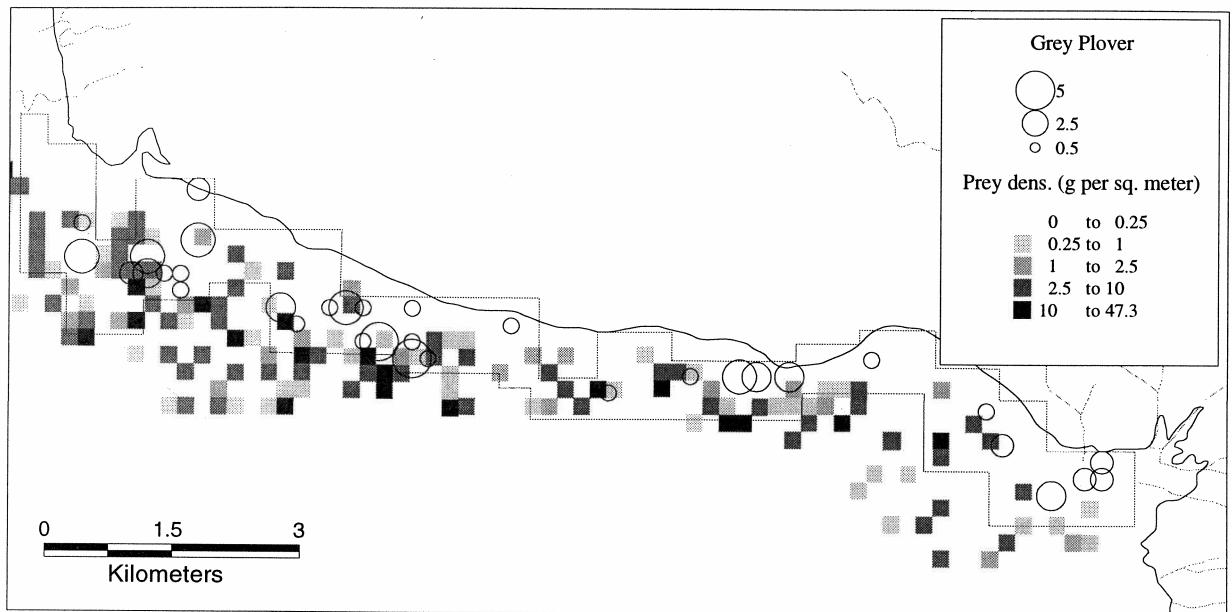 Grey Plover
5
2.5
0.5
Prey dens. (g per sq. meter)
0 to 0.25
0.25 to 1
1 to 2.5
2.5 to 10
10 to 47.3
0 1.5 3
Kilometers